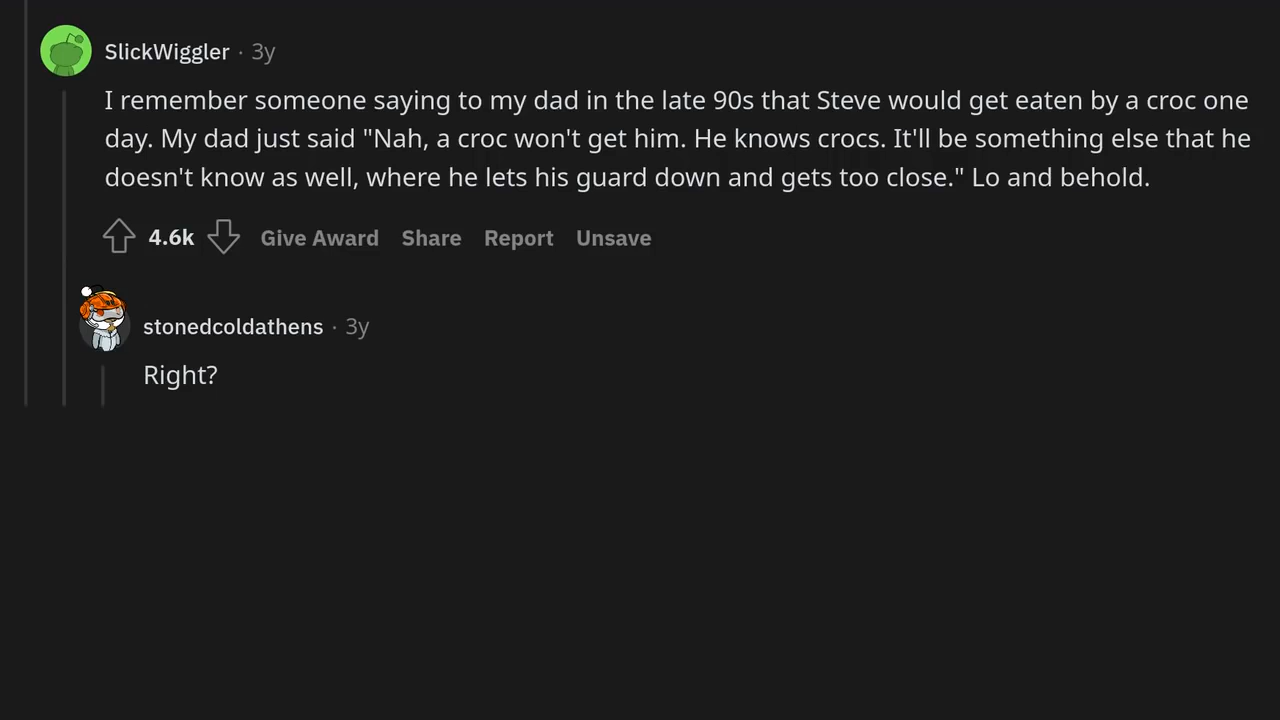 SlickWiggler · 3y
I remember someone saying to my dad in the late 90s that Steve would get eaten by a croc one
day. My dad just said "Nah, a croc won't get him. He knows crocs. It'll be something else that he
doesn't know as well, where he lets his guard down and gets too close." Lo and behold.
4.6k Give Award Share Report Unsave
stonedcoldathens · 3y
Right?